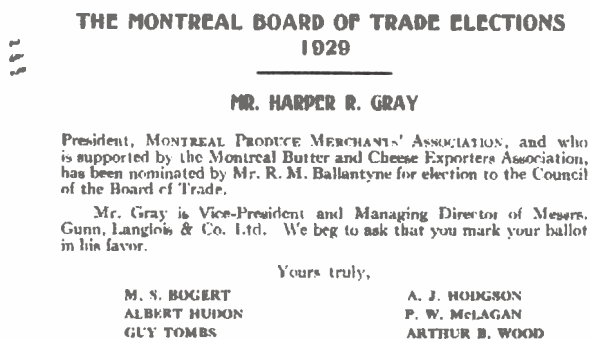 THE MONTREAL BOARD OF TRADE ELECTIONS
1929
MR. HARPER R. GRAY
President, MONTREAL PRODUCE MERCHANTS' ASSOCIATION, and who
is supported by the Montreal Butter and Cheese Exporters Association,
has been nominated by Mr. R. M. Ballantyne for election to the Council
of the Board of Trade.
Mr. Gray is Vice-President and Managing Director of Messrs.
Gunn, Langlois & Co. Ltd. We beg to ask that you mark your ballot
in his favor.
Yours truly,
M. S. BOGERT A. J. HODGSON
ALBERT HUDON P. W. McLAGAN
GUY TOMBS ARTHUR B. WOOD